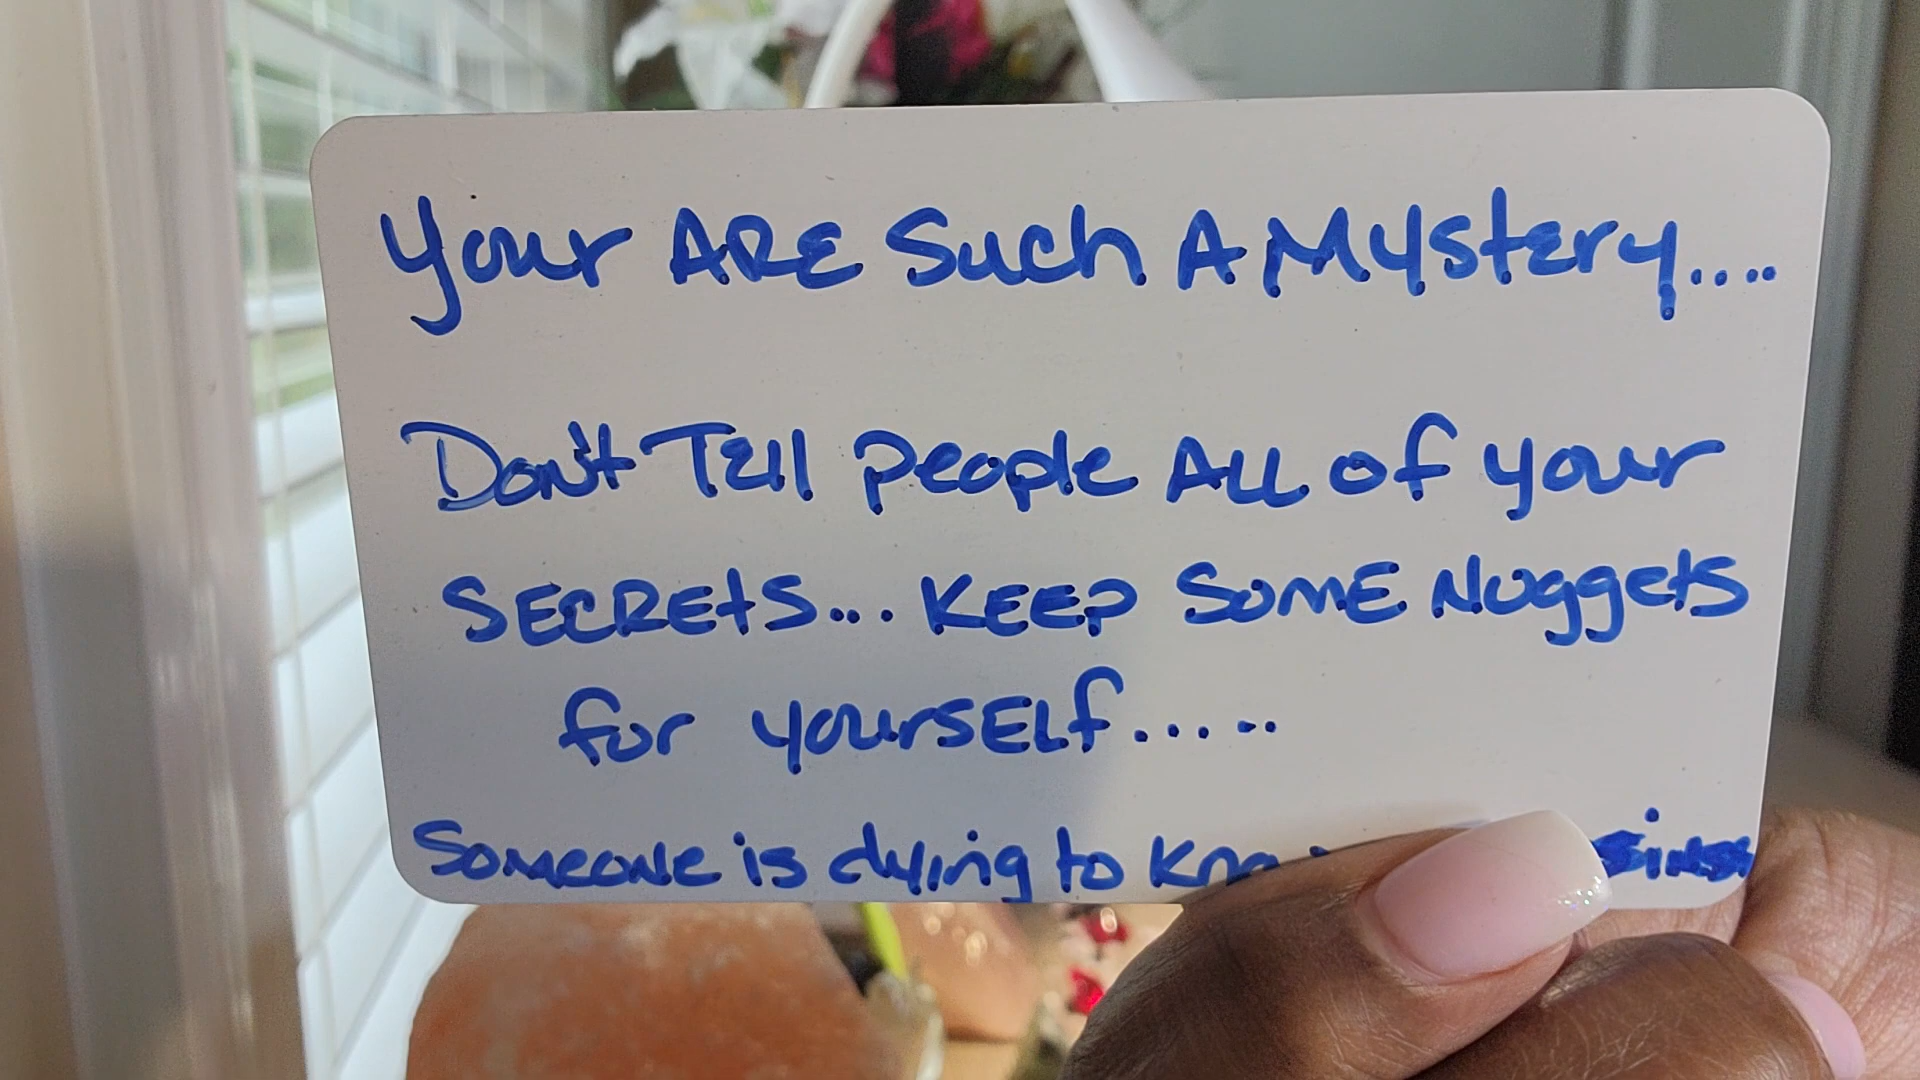 Your ARE Such A Mystery....
Don't Tell people ALL of your
SECREtS... KEEP SomE Nuggets
for yoursELf.....
Someone is dying to